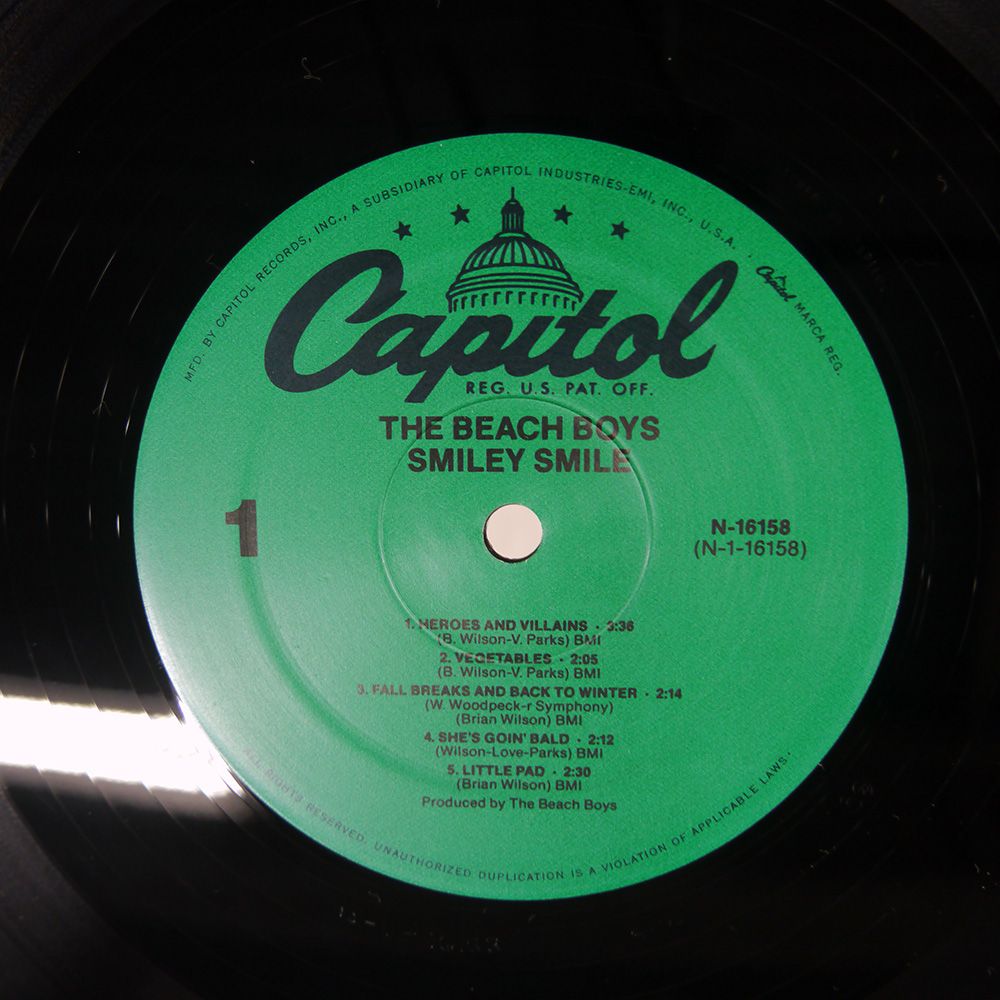 MFD. BY CAPITOL RECORDS, INC., A SUBSIDIARY OF CAPITOL INDUSTRIES-EMI, INC., U.S.A. · Capitol MARCA REG.
Capitol
REG. U.S. PAT. OFF.
THE BEACH BOYS
SMILEY SMILE
1
N-16158
(N-1-16158)
1. HEROES AND VILLAINS · 3:36
(B. Wilson-V. Parks) BMI
2. VEGETABLES · 2:05
(B. Wilson-V. Parks) BMI
3. FALL BREAKS AND BACK TO WINTER · 2:14
(W. Woodpeck-r Symphony)
(Brian Wilson) BMI
4. SHE'S GOIN' BALD · 2:12
(Wilson-Love-Parks) BMI
5. LITTLE PAD · 2:30
(Brian Wilson) BMI
Produced by The Beach Boys
ALL RIGHTS RESERVED. UNAUTHORIZED DUPLICATION IS A VIOLATION OF APPLICABLE LAWS.